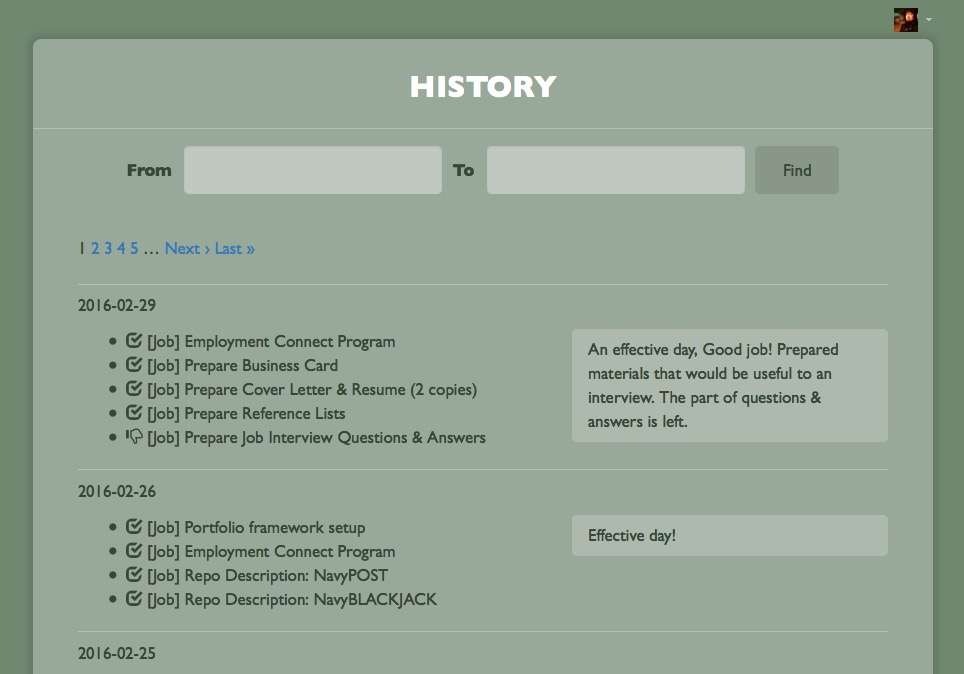 HISTORY
From To Find
1 2 3 4 5 … Next › Last »
2016-02-29
[Job] Employment Connect Program
[Job] Prepare Business Card
[Job] Prepare Cover Letter & Resume (2 copies)
[Job] Prepare Reference Lists
[Job] Prepare Job Interview Questions & Answers
An effective day, Good job! Prepared
materials that would be useful to an
interview. The part of questions &
answers is left.
2016-02-26
[Job] Portfolio framework setup
[Job] Employment Connect Program
[Job] Repo Description: NavyPOST
[Job] Repo Description: NavyBLACKJACK
Effective day!
2016-02-25